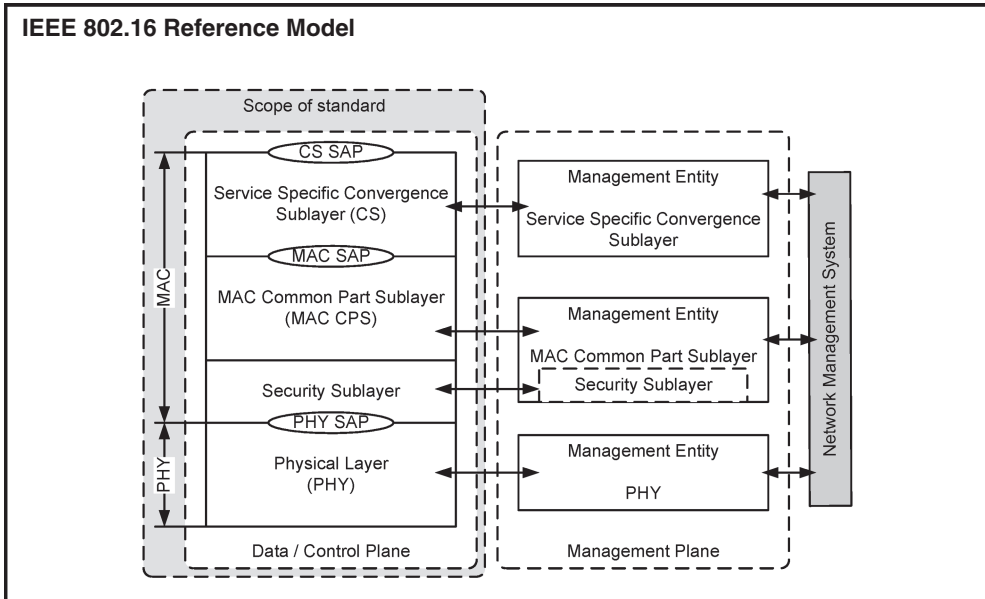 IEEE 802.16 Reference Model
Scope of standard
CS SAP
Service Specific Convergence
Sublayer (CS)
MAC SAP
MAC Common Part Sublayer
(MAC CPS)
Security Sublayer
PHY SAP
Physical Layer
(PHY)
Data / Control Plane
MAC
PHY
Management Entity
Service Specific Convergence
Sublayer
Management Entity
MAC Common Part Sublayer
Security Sublayer
Management Entity
PHY
Management Plane
Network Management System